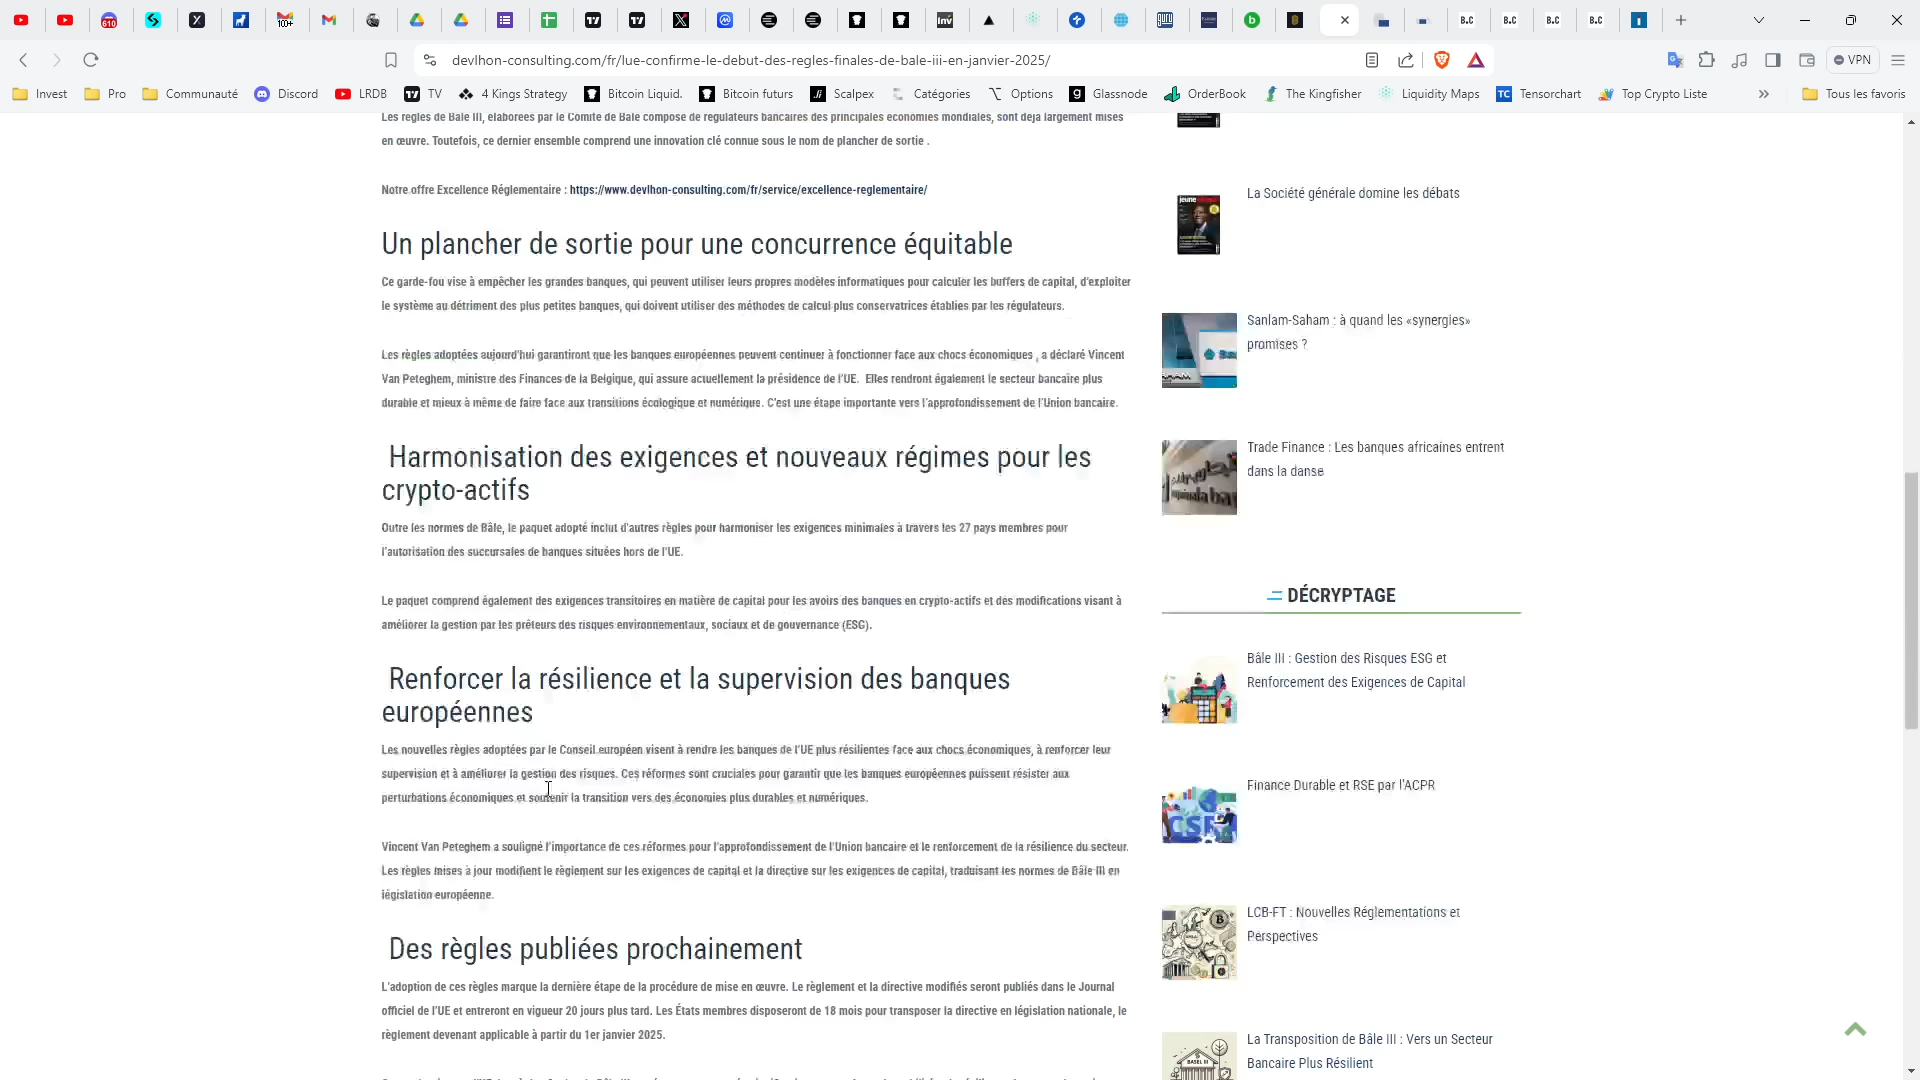 610
100+
inv
guru
B.C
B.C
B.C
B.C
devlhon-consulting.com/fr/lue-confirme-le-debut-des-regles-finales-de-bale-iii-en-janvier-2025/
VPN
Invest
Pro
Communauté
Discord
LRDB
TV
4 Kings Strategy
Bitcoin Liquid.
Bitcoin futurs
Scalpex
Catégories
Options
Glassnode
OrderBook
The Kingfisher
Liquidity Maps
TC Tensorchart
Top Crypto Liste
Tous les favoris
Les règles de Bâle III, élaborées par le Comité de Bâle composé de régulateurs bancaires des principales économies mondiales, sont déjà largement mises
en œuvre. Toutefois, ce dernier ensemble comprend une innovation clé connue sous le nom de plancher de sortie .
Notre offre Excellence Réglementaire : https://www.devlhon-consulting.com/fr/service/excellence-reglementaire/
Un plancher de sortie pour une concurrence équitable
Ce garde-fou vise à empêcher les grandes banques, qui peuvent utiliser leurs propres modèles informatiques pour calculer les buffers de capital, d'exploiter
le système au détriment des plus petites banques, qui doivent utiliser des méthodes de calcul plus conservatrices établies par les régulateurs.
Les règles adoptées aujourd'hui garantiront que les banques européennes peuvent continuer à fonctionner face aux chocs économiques , a déclaré Vincent
Van Peteghem, ministre des Finances de la Belgique, qui assure actuellement la présidence de l'UE. Elles rendront également le secteur bancaire plus
durable et mieux à même de faire face aux transitions écologique et numérique. C'est une étape importante vers l'approfondissement de l'Union bancaire.
Harmonisation des exigences et nouveaux régimes pour les
crypto-actifs
Outre les normes de Bâle, le paquet adopté inclut d'autres règles pour harmoniser les exigences minimales à travers les 27 pays membres pour
l'autorisation des succursales de banques situées hors de l'UE.
Le paquet comprend également des exigences transitoires en matière de capital pour les avoirs des banques en crypto-actifs et des modifications visant à
améliorer la gestion par les prêteurs des risques environnementaux, sociaux et de gouvernance (ESG).
Renforcer la résilience et la supervision des banques
européennes
Les nouvelles règles adoptées par le Conseil européen visent à rendre les banques de l'UE plus résilientes face aux chocs économiques, à renforcer leur
supervision et à améliorer la gestion des risques. Ces réformes sont cruciales pour garantir que les banques européennes puissent résister aux
perturbations économiques et soutenir la transition vers des économies plus durables et numériques.
Vincent Van Peteghem a souligné l'importance de ces réformes pour l'approfondissement de l'Union bancaire et le renforcement de la résilience du secteur.
Les règles mises à jour modifient le règlement sur les exigences de capital et la directive sur les exigences de capital, traduisant les normes de Bâle III en
législation européenne.
Des règles publiées prochainement
L'adoption de ces règles marque la dernière étape de la procédure de mise en œuvre. Le règlement et la directive modifiés seront publiés dans le Journal
officiel de l'UE et entreront en vigueur 20 jours plus tard. Les États membres disposeront de 18 mois pour transposer la directive en législation nationale, le
règlement devenant applicable à partir du 1er janvier 2025.
La Société générale domine les débats
Sanlam-Saham : à quand les «synergies»
promises ?
Trade Finance : Les banques africaines entrent
dans la danse
DÉCRYPTAGE
Bâle III : Gestion des Risques ESG et
Renforcement des Exigences de Capital
Finance Durable et RSE par l'ACPR
LCB-FT : Nouvelles Réglementations et
Perspectives
BASEL III
La Transposition de Bâle III : Vers un Secteur
Bancaire Plus Résilient